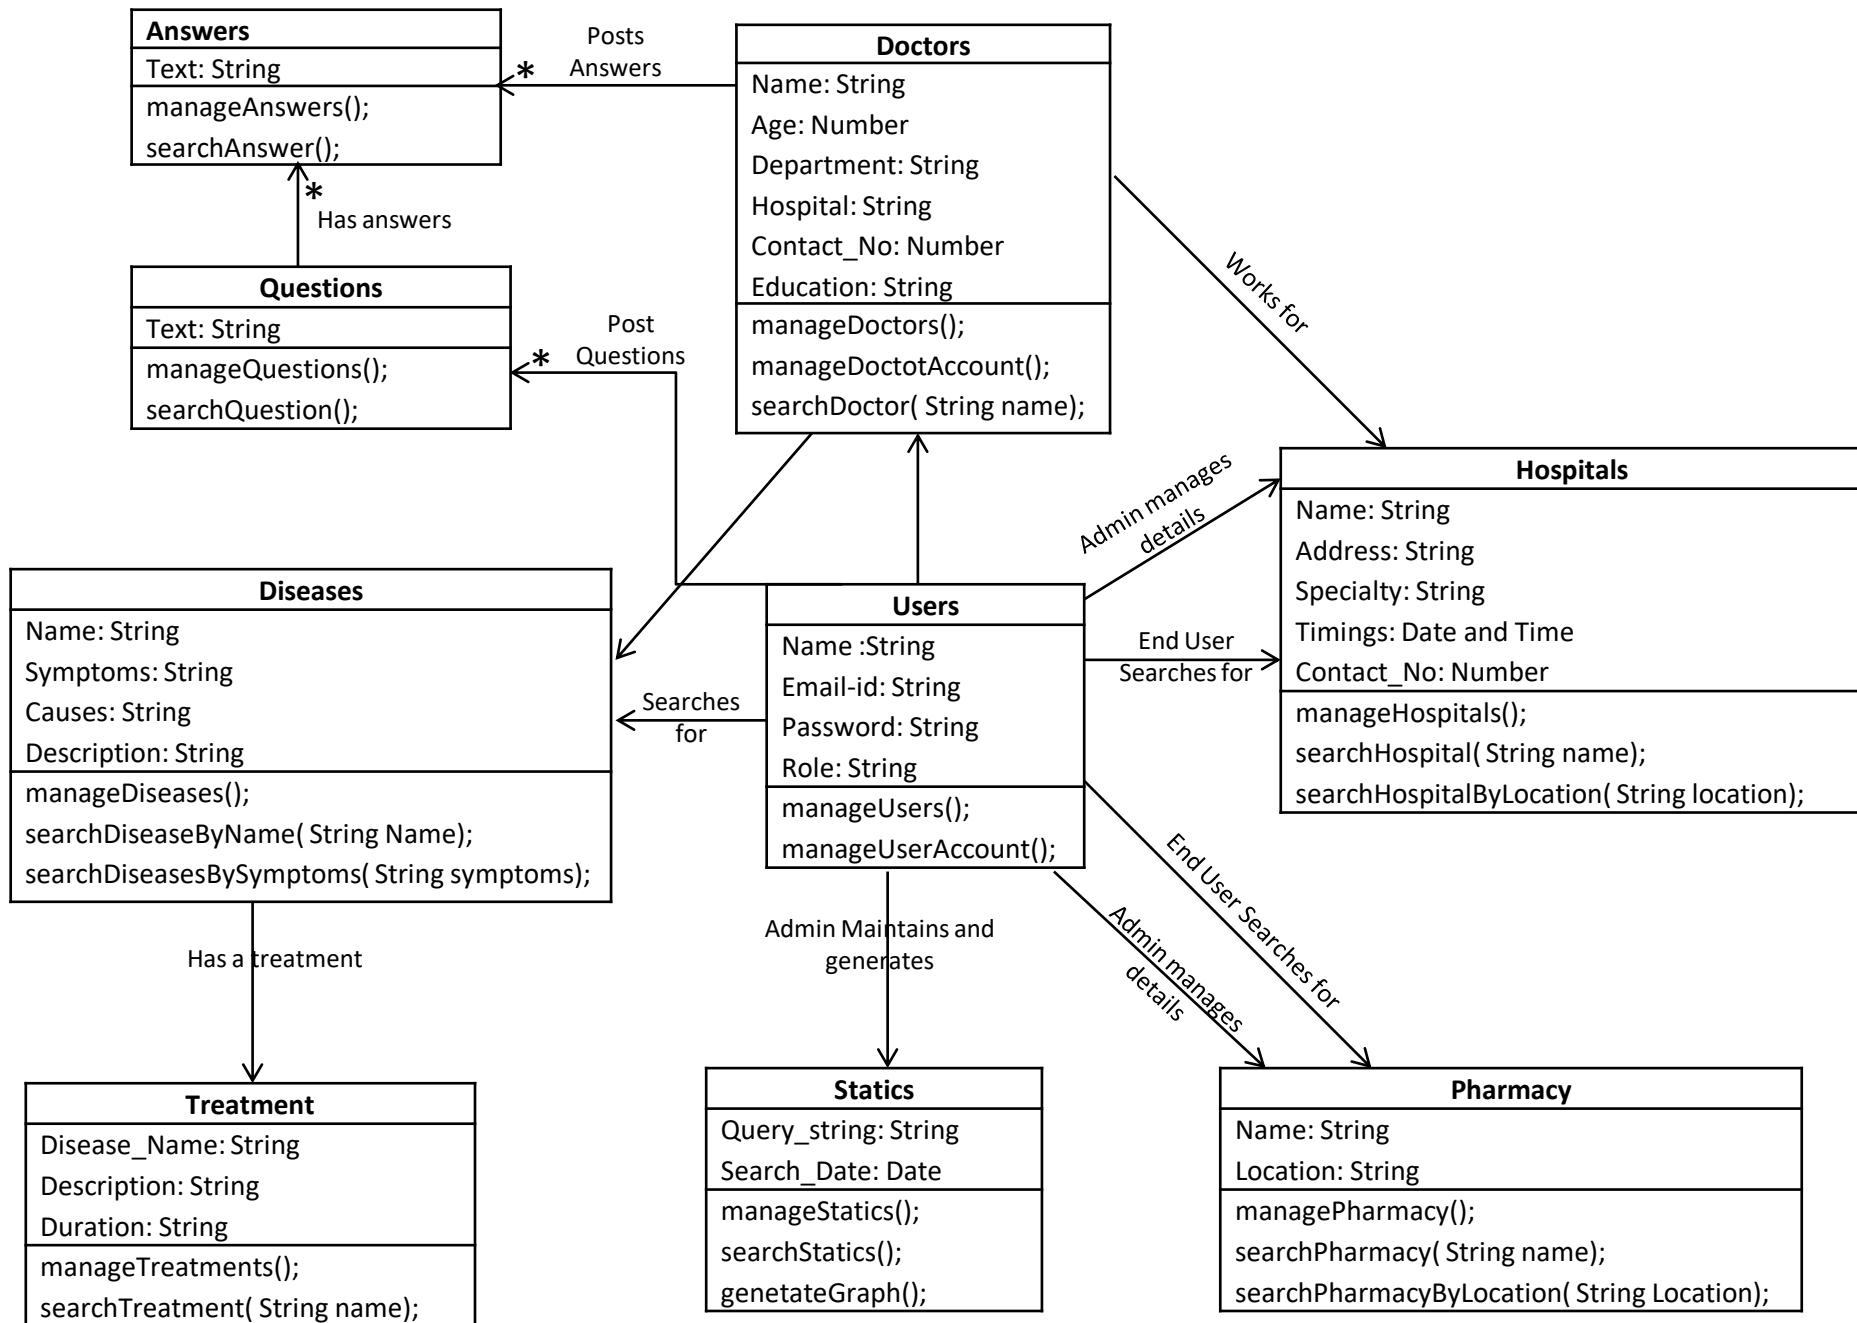 Answers
Text: String
manageAnswers();
searchAnswer();
Posts
Answers
*
Doctors
Name: String
Age: Number
Department: String
Hospital: String
Contact_No: Number
Education: String
manageDoctors();
manageDoctotAccount();
searchDoctor( String name);
*
Has answers
Questions
Text: String
manageQuestions();
searchQuestion();
Post
Questions
*
Works for
Hospitals
Name: String
Address: String
Specialty: String
Timings: Date and Time
Contact_No: Number
manageHospitals();
searchHospital( String name);
searchHospitalByLocation( String location);
Admin manages
details
End User
Searches for
Diseases
Name: String
Symptoms: String
Causes: String
Description: String
manageDiseases();
searchDiseaseByName( String Name);
searchDiseasesBySymptoms( String symptoms);
Searches
for
Users
Name :String
Email-id: String
Password: String
Role: String
manageUsers();
manageUserAccount();
Has a treatment
Admin Maintains and
generates
Admin manages
details
End User Searches for
Treatment
Disease_Name: String
Description: String
Duration: String
manageTreatments();
searchTreatment( String name);
Statics
Query_string: String
Search_Date: Date
manageStatics();
searchStatics();
genetateGraph();
Pharmacy
Name: String
Location: String
managePharmacy();
searchPharmacy( String name);
searchPharmacyByLocation( String Location);